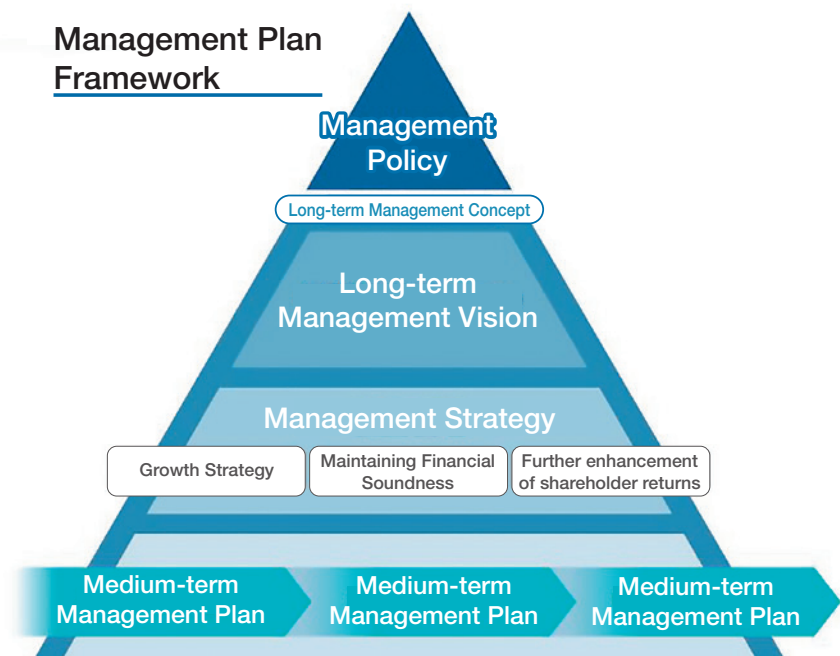 Management Plan
Framework
Management
Policy
Long-term Management Concept
Long-term
Management Vision
Management Strategy
Growth Strategy
Maintaining Financial
Soundness
Further enhancement
of shareholder returns
Medium-term
Management Plan
Medium-term
Management Plan
Medium-term
Management Plan